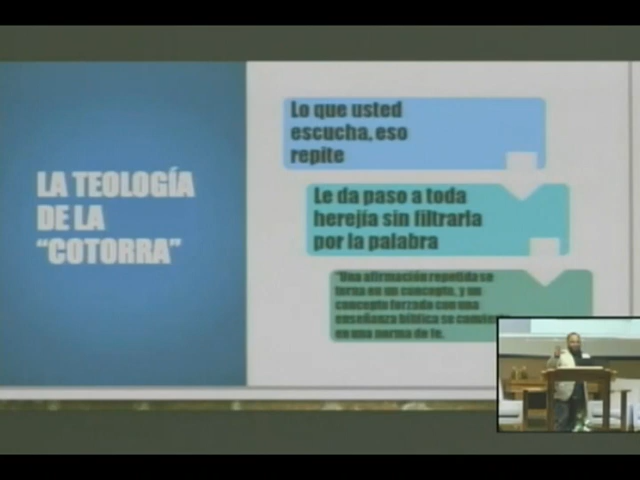 LA TEOLOGÍA
DE LA
“COTORRA”
Lo que usted
escucha, eso
repite
Le da paso a toda
herejía sin filtrarla
por la palabra
"Una afirmación repetida se
torna en un concepto, y un
concepto forzado con una
enseñanza bíblica se
en una norma de fe.